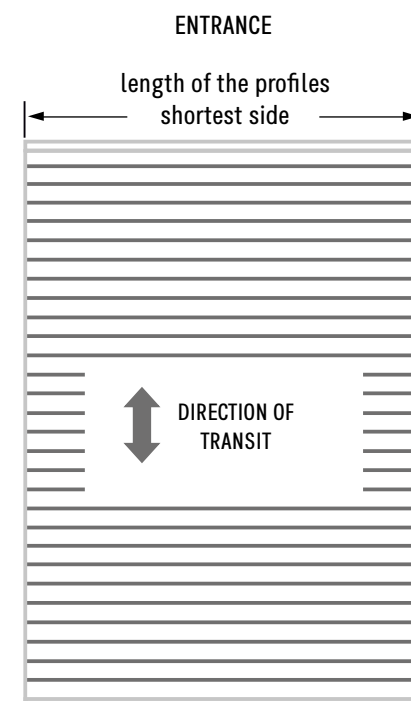 ENTRANCE
length of the profiles
shortest side
DIRECTION OF
TRANSIT